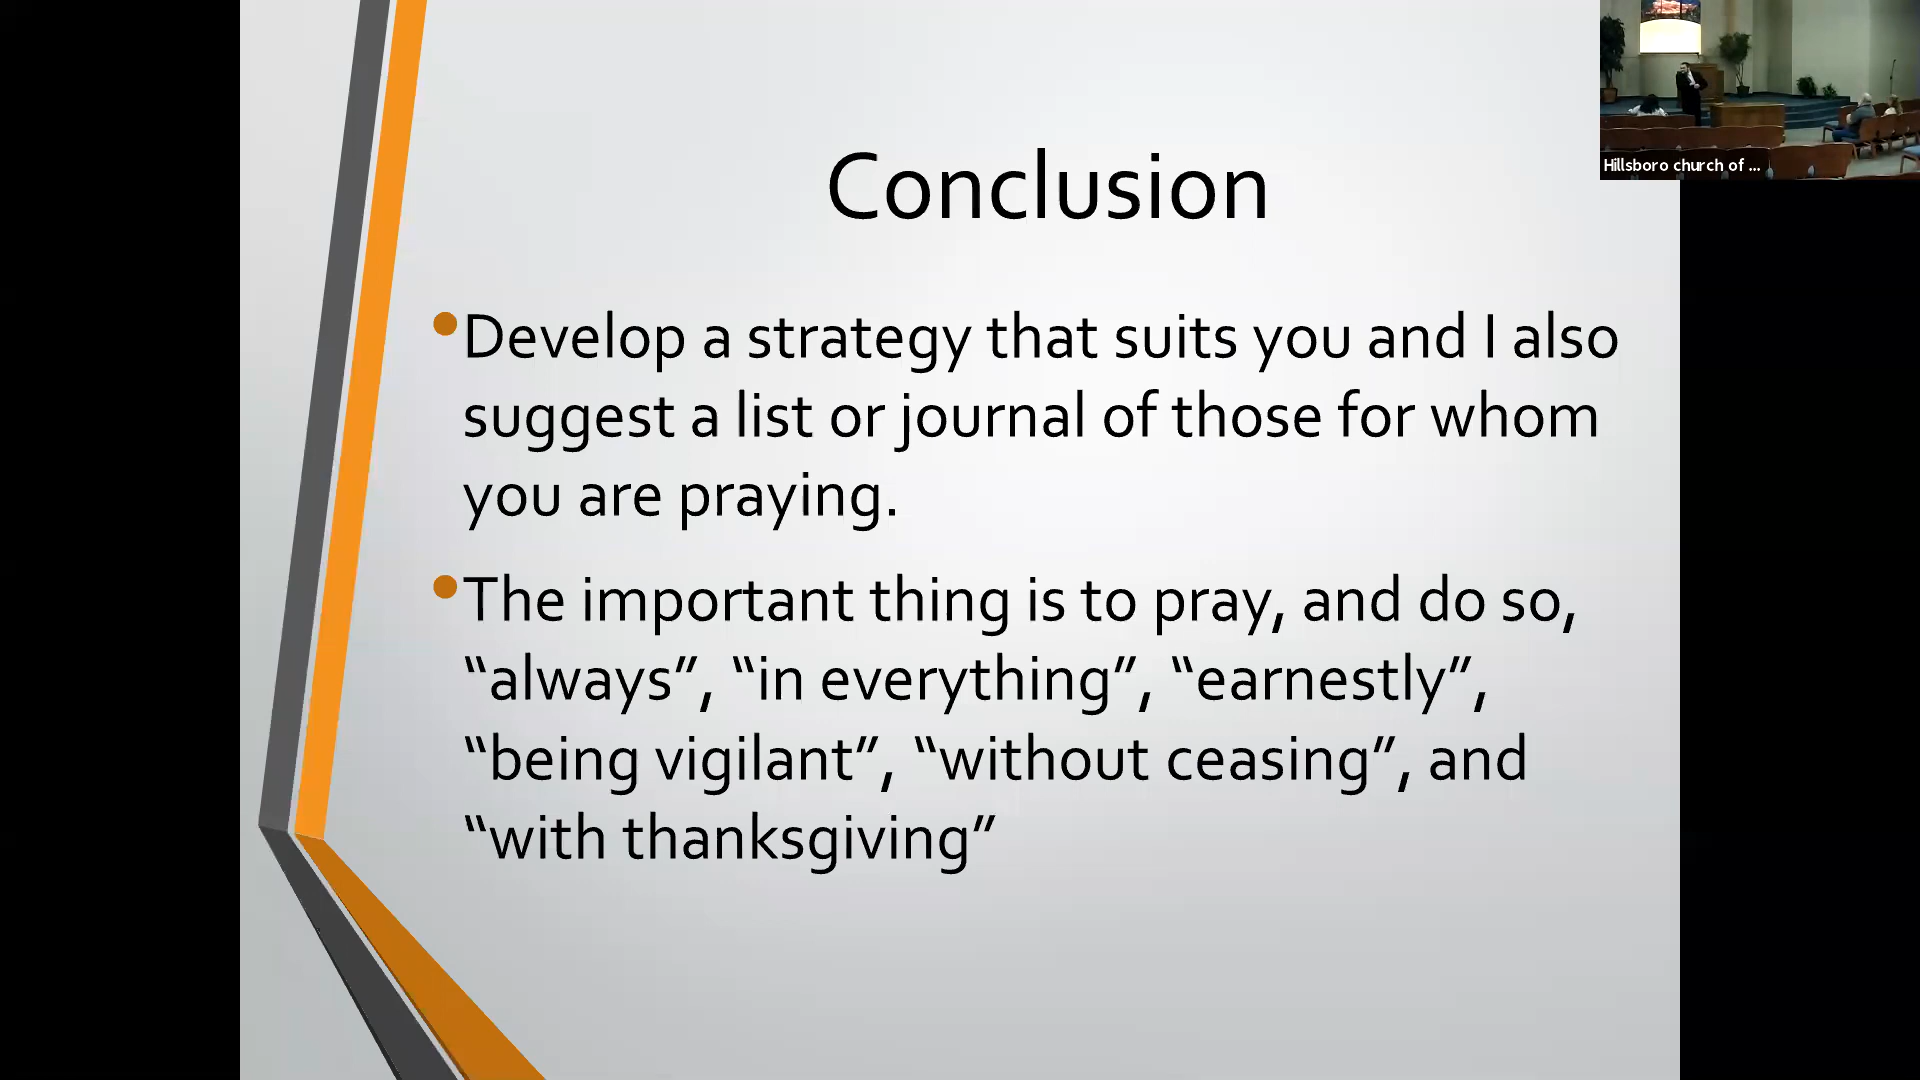 Conclusion
Hillsboro church of ...
•Develop a strategy that suits you and I also
suggest a list or journal of those for whom
you are praying.
•The important thing is to pray, and do so,
“always”, “in everything”, “earnestly”,
“being vigilant”, “without ceasing”, and
“with thanksgiving”